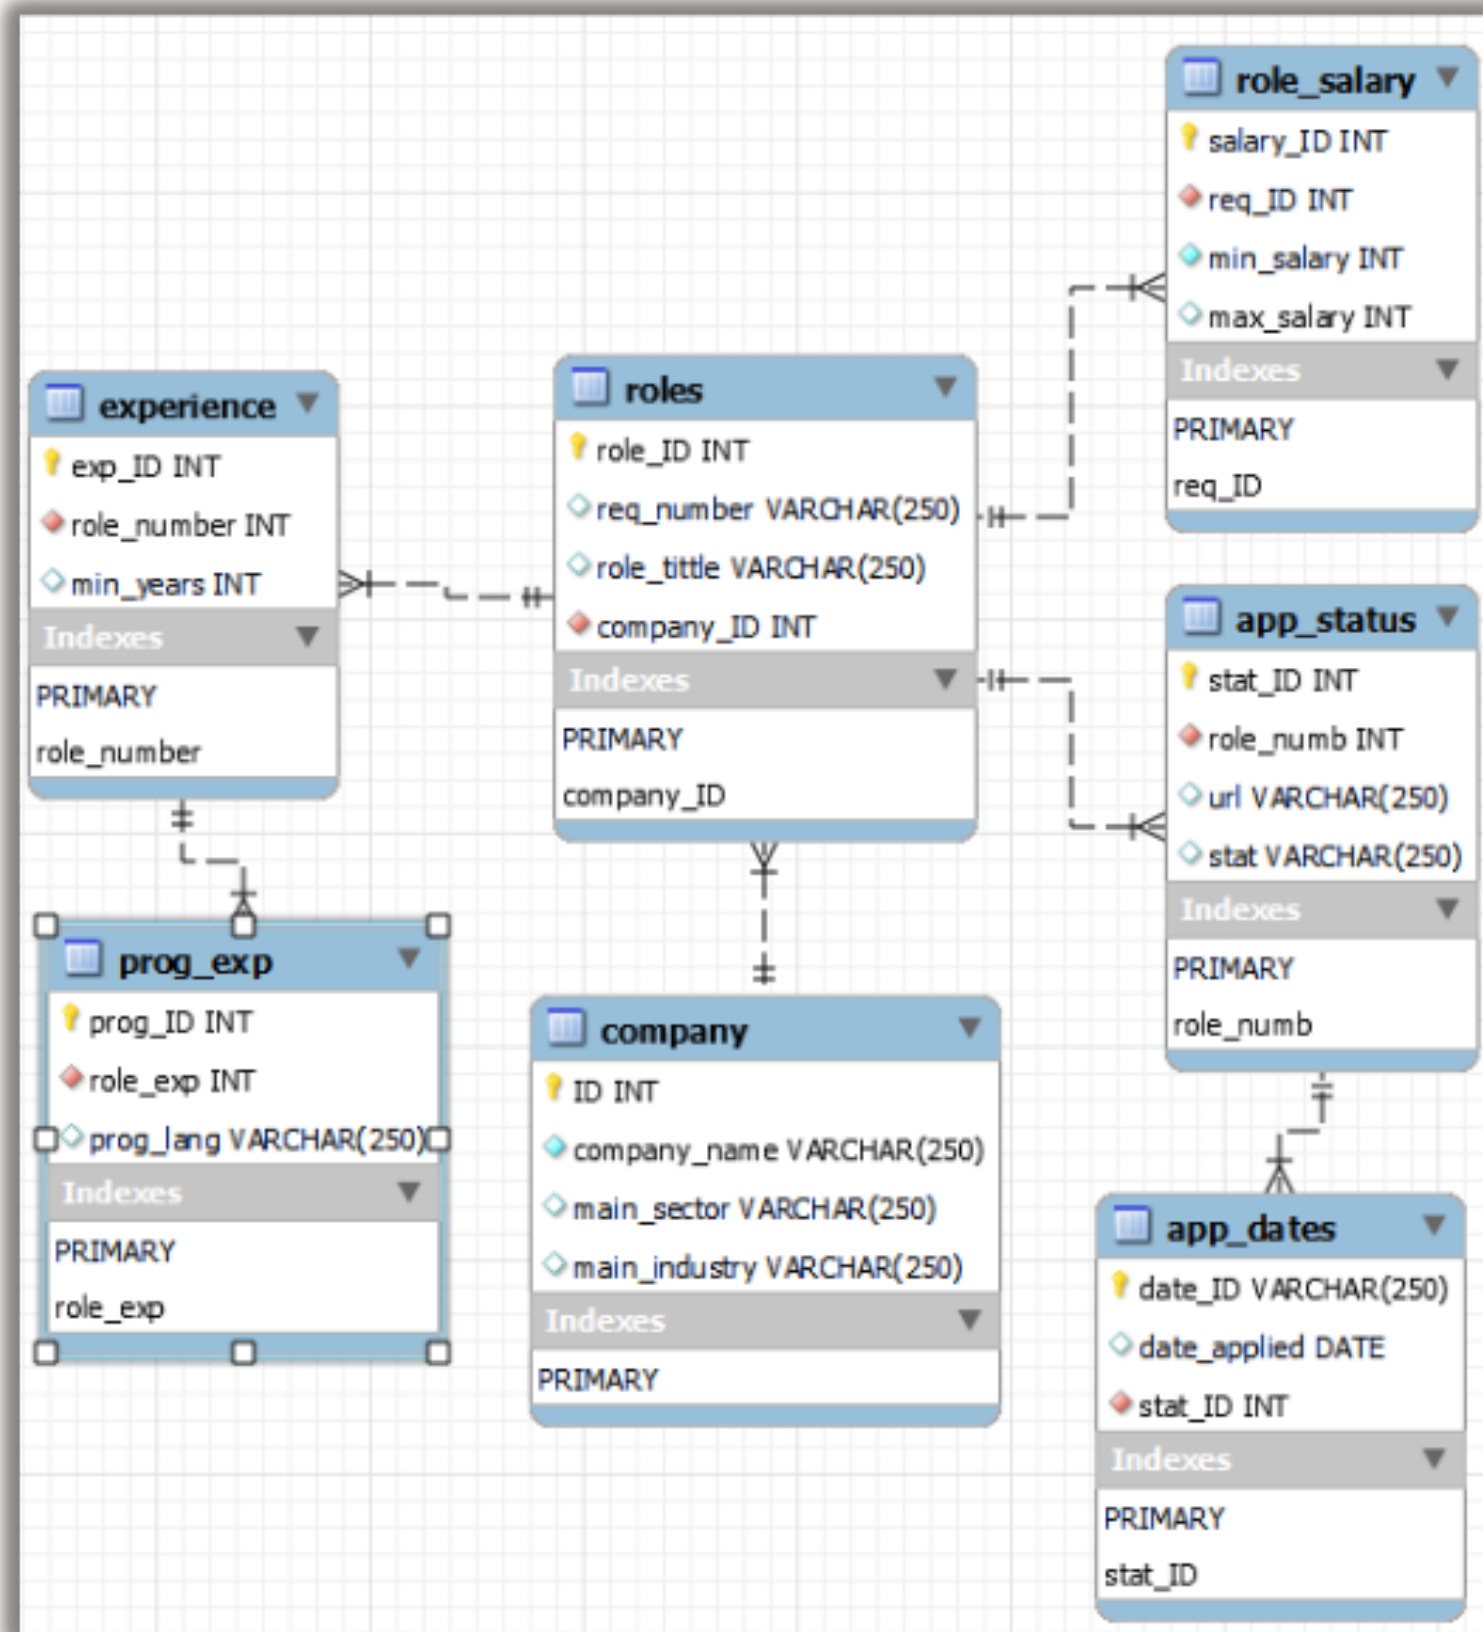 role_salary
salary_ID INT
req_ID INT
min_salary INT
max_salary INT
Indexes
PRIMARY
req_ID
experience
exp_ID INT
role_number INT
min_years INT
Indexes
PRIMARY
role_number
roles
role_ID INT
req_number VARCHAR(250)
role_tittle VARCHAR(250)
company_ID INT
Indexes
PRIMARY
company_ID
app_status
stat_ID INT
role_numb INT
url VARCHAR(250)
stat VARCHAR(250)
Indexes
PRIMARY
role_numb
prog_exp
prog_ID INT
role_exp INT
prog_lang VARCHAR(250)
Indexes
PRIMARY
role_exp
company
ID INT
company_name VARCHAR(250)
main_sector VARCHAR(250)
main_industry VARCHAR(250)
Indexes
PRIMARY
app_dates
date_ID VARCHAR(250)
date_applied DATE
stat_ID INT
Indexes
PRIMARY
stat_ID